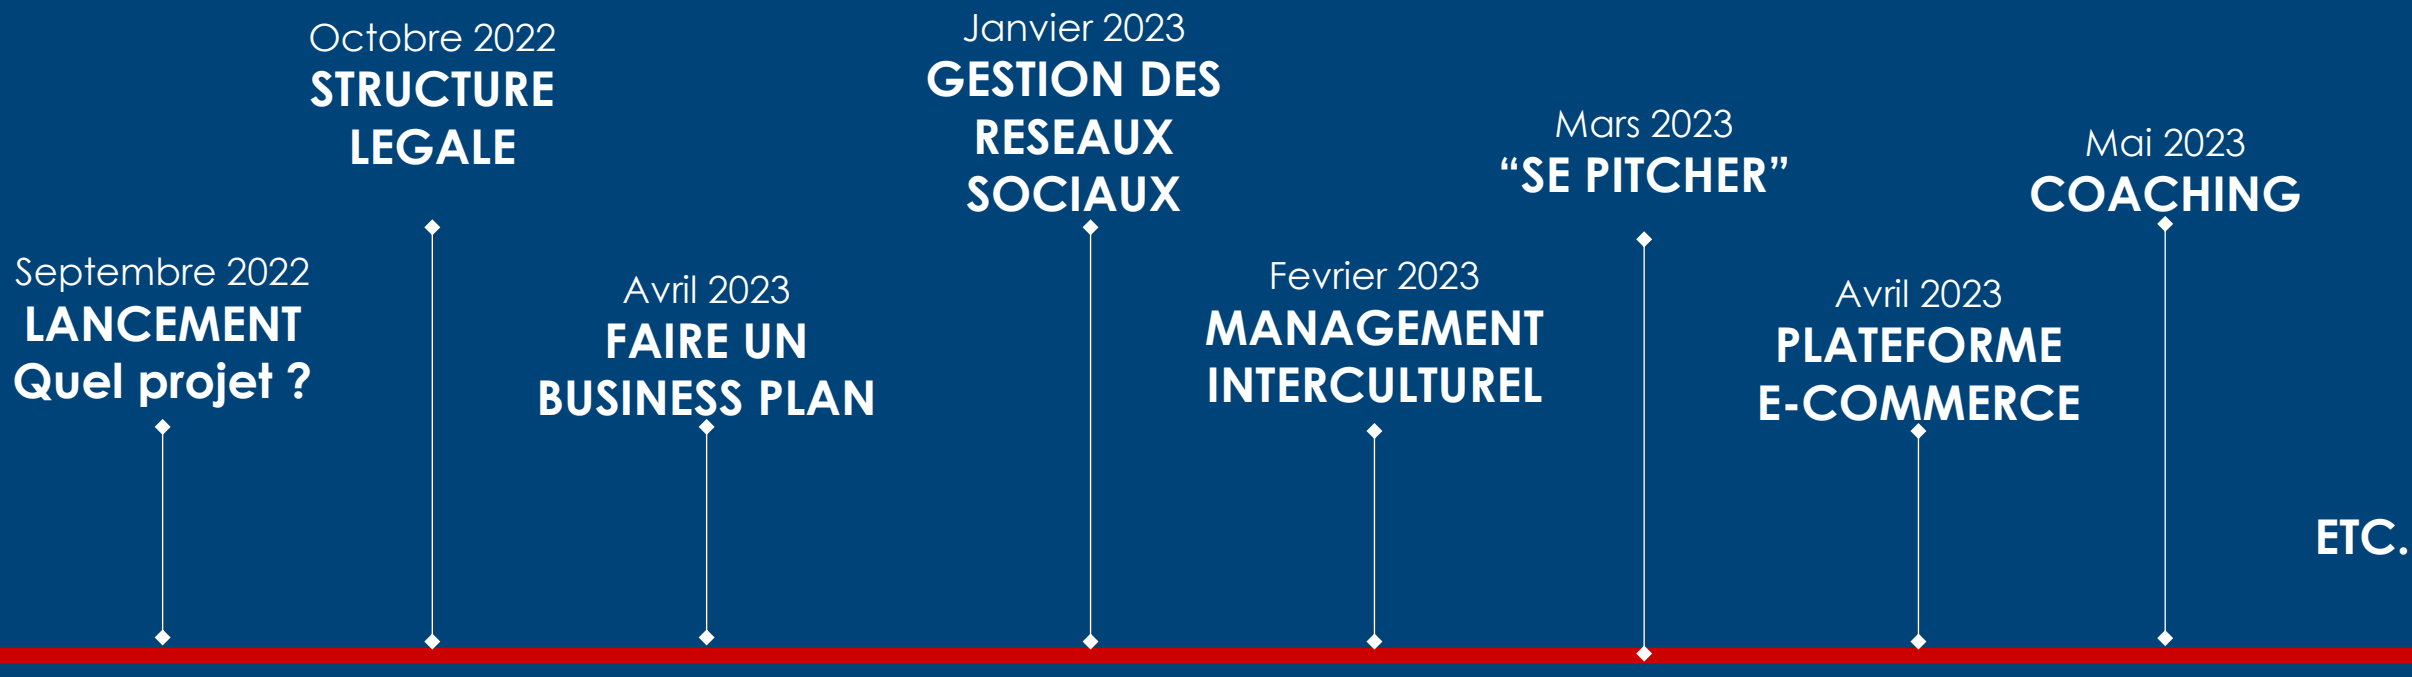 Septembre 2022
LANCEMENT
Quel projet ?
Octobre 2022
STRUCTURE
LEGALE
Avril 2023
FAIRE UN
BUSINESS PLAN
Janvier 2023
GESTION DES
RESEAUX
SOCIAUX
Fevrier 2023
MANAGEMENT
INTERCULTUREL
Mars 2023
“SE PITCHER”
Avril 2023
PLATEFORME
E-COMMERCE
Mai 2023
COACHING
ETC.